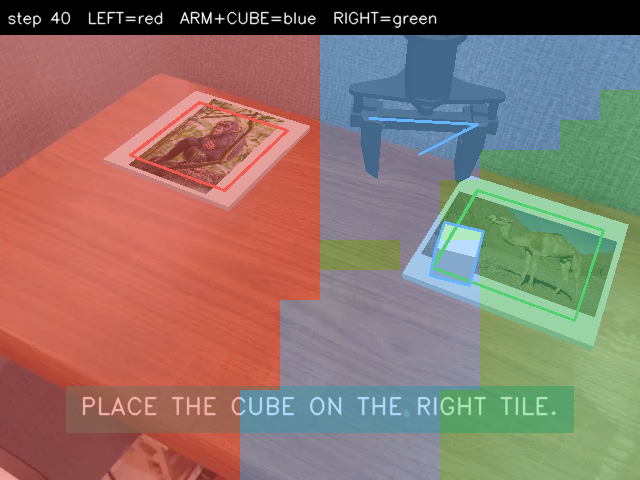 step 40 LEFT=red ARM+CUBE=blue RIGHT=green
PLACE THE CUBE ON THE RIGHT TILE.